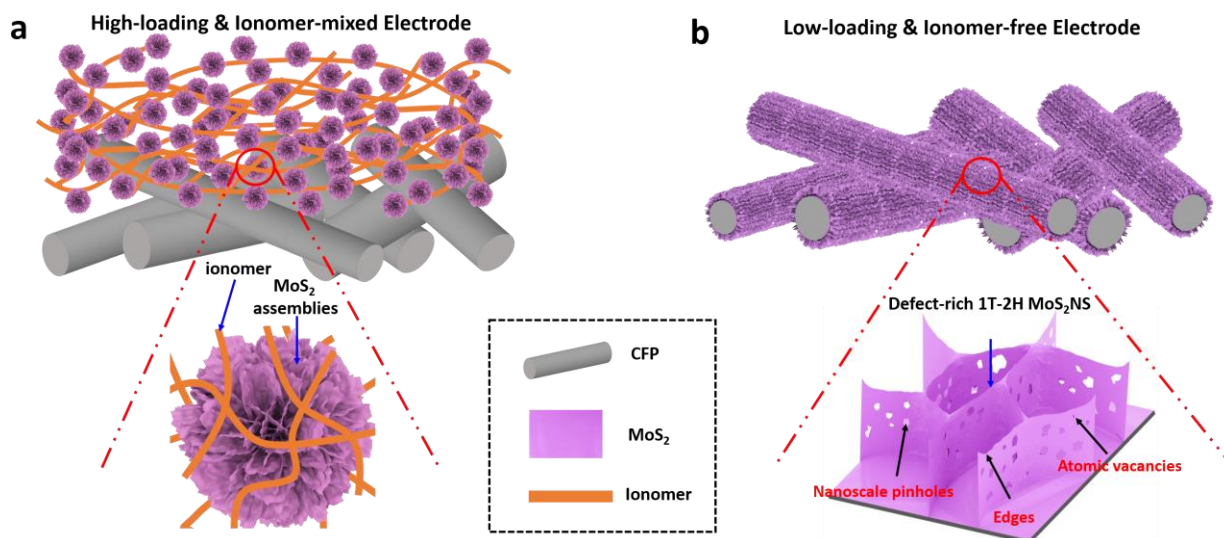 a
High-loading & Ionomer-mixed Electrode
ionomer
MoS₂
assemblies
CFP
MoS₂
Ionomer
b
Low-loading & Ionomer-free Electrode
Defect-rich 1T-2H MoS₂NS
Nanoscale pinholes
Edges
Atomic vacancies